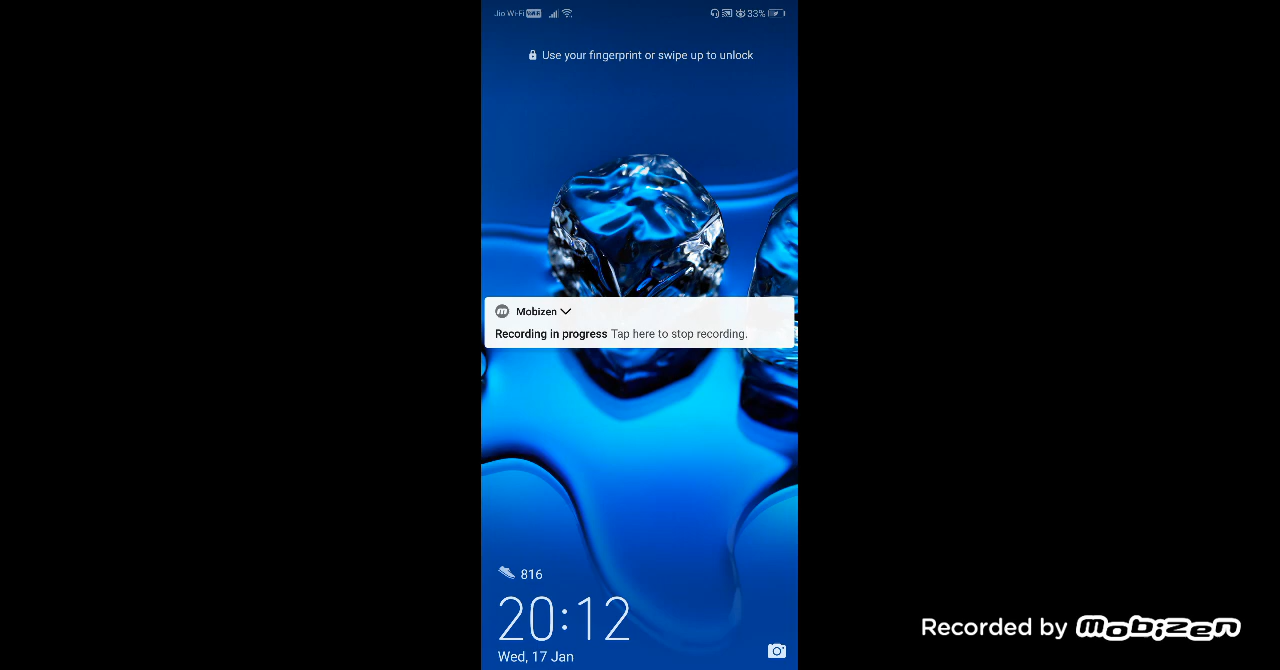 Jio Wi-Fi 33%
Use your fingerprint or swipe up to unlock
Mobizen
Recording in progress Tap here to stop recording.
816
20:12
Wed, 17 Jan
Recorded by mobizen